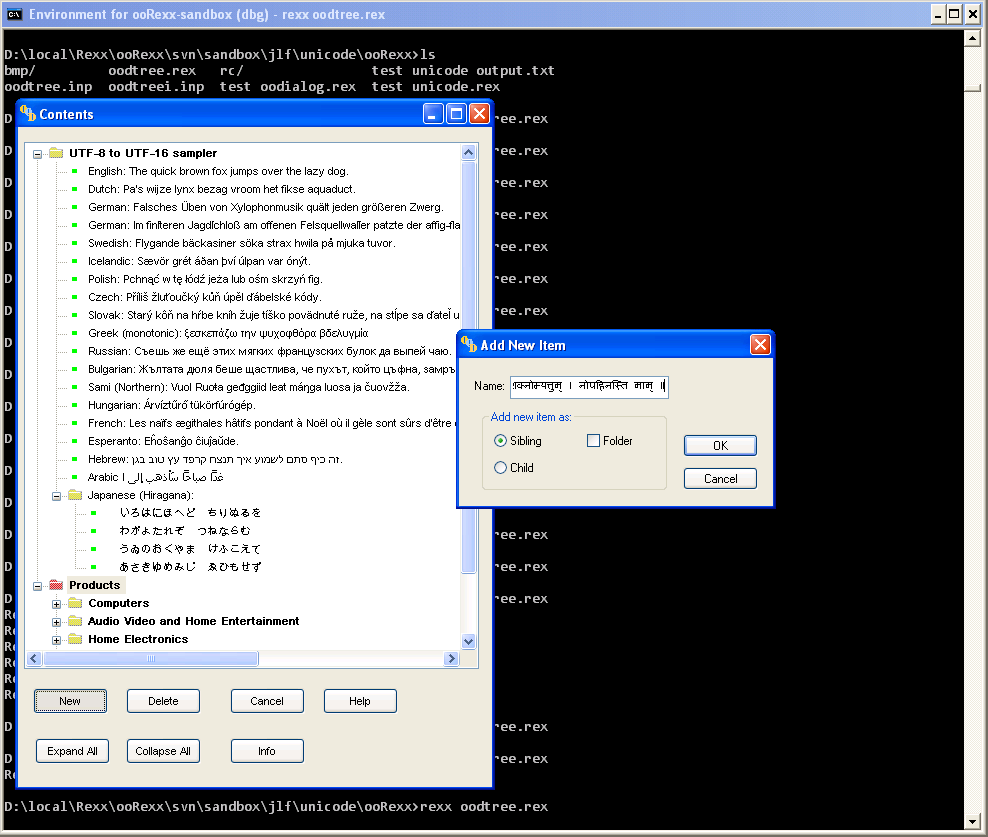 Environment for ooRexx-sandbox (dbg) - rexx oodtree.rex
D:\local\Rexx\ooRexx\svn\sandbox\jlf\unicode\ooRexx>ls
bmp/ oodtree.rex rc/ test unicode output.txt
oodtree.inp oodtreei.inp test oodialog.rex test unicode.rex
Contents
UTF-8 to UTF-16 sampler
English: The quick brown fox jumps over the lazy dog.
Dutch: Pa's wijze lynx bezag vroom het fikse aquaduct.
German: Falsches Üben von Xylophonmusik quält jeden größeren Zwerg.
German: Im finſteren Jagdſchloß am offenen Felsquellwaſſer patzte der affig-fla
Swedish: Flygande bäckasiner söka strax hwila på mjuka tuvor.
Icelandic: Sævör grét áðan því úlpan var ónýt.
Polish: Pchnąć w tę łódź jeża lub ośm skrzyń fig.
Czech: Příliš žluťoučký kůň úpěl ďábelské kódy.
Slovak: Starý kôň na hŕbe kníh žuje tíško povädnuté ruže, na stĺpe sa ďateľ u
Greek (monotonic): ξεσκεπάζω την ψυχοφθόρα βδελυγμία
Russian: Съешь же ещё этих мягких французских булок да выпей чаю.
Bulgarian: Жълтата дюля беше щастлива, че пухът, който цъфна, замръ
Sami (Northern): Vuol Ruoŧa geđggiid leat máŋga luosa ja čuovžža.
Hungarian: Árvíztűrő tükörfúrógép.
French: Les naïfs ægithales hâtifs pondant à Noël où il gèle sont sûrs d'être
Esperanto: Eĥoŝanĝo ĉiuĵaŭde.
Hebrew: זה כיף סתם לשמוע איך תנצח קרפד עץ טוב בגן.
Arabic
غدًا صباحًا سأذهب إلى
Japanese (Hiragana):
いろはにほへど ちりぬるを
わがよたれぞ つねならむ
うゐのおくやま けふこえて
あさきゆめみじ ゑひもせず
Products
Computers
Audio Video and Home Entertainment
Home Electronics
New Delete Cancel Help
Expand All Collapse All Info
Add New Item
Name: क्नोम्यत्तुम् । नोपहिनस्ति माम् ॥
Add new item as:
Sibling Folder OK
Child Cancel
D:\local\Rexx\ooRexx\svn\sandbox\jlf\unicode\ooRexx>rexx oodtree.rex